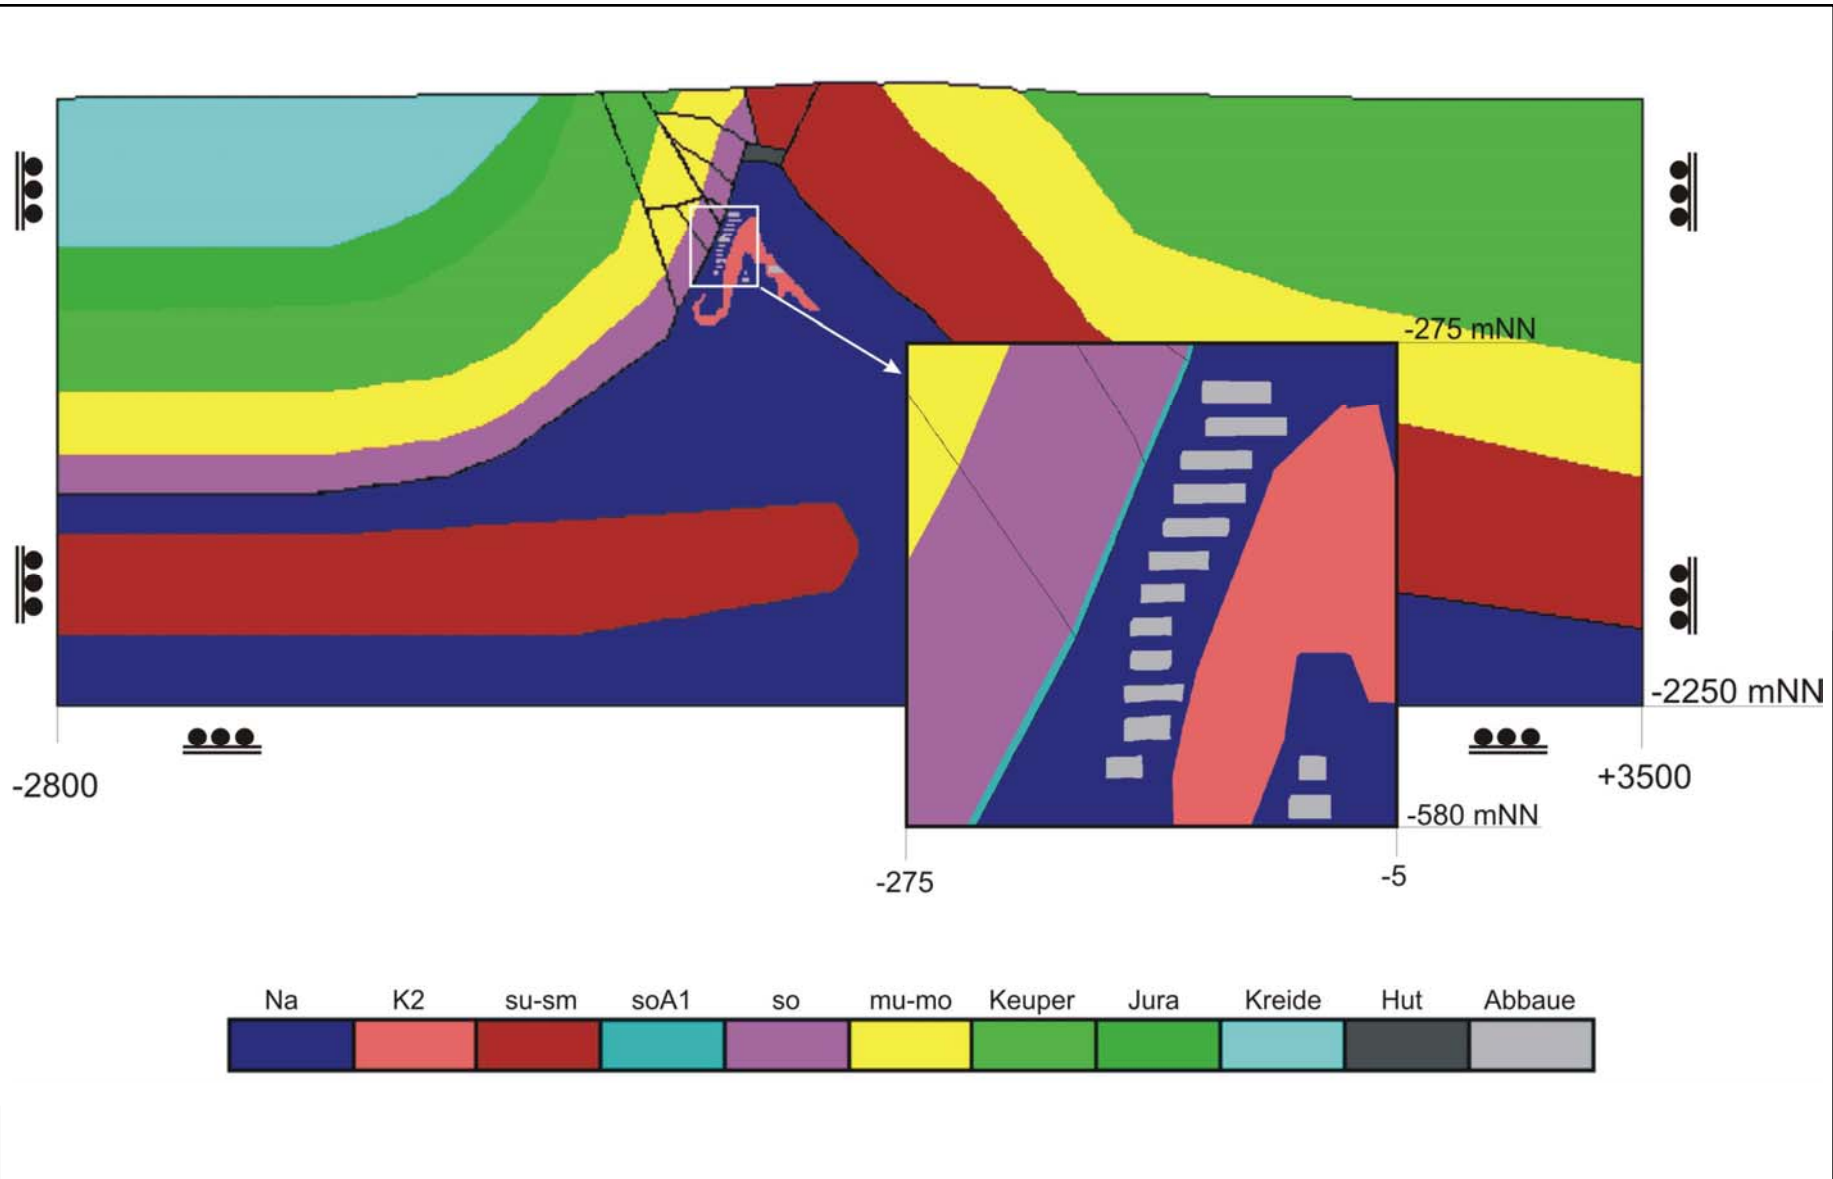 -275 mNN
-2250 mNN
-2800
+3500
-580 mNN
-275
-5
Na K2 su-sm soA1 so mu-mo Keuper Jura Kreide Hut Abbaue